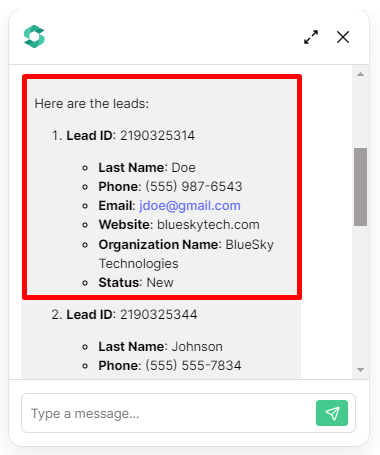 Here are the leads:
1. Lead ID: 2190325314
Last Name: Doe
Phone: (555) 987-6543
Email: jdoe@gmail.com
Website: blueskytech.com
Organization Name: BlueSky
Technologies
Status: New
2. Lead ID: 2190325344
Last Name: Johnson
Phone: (555) 555-7834
Type a message...